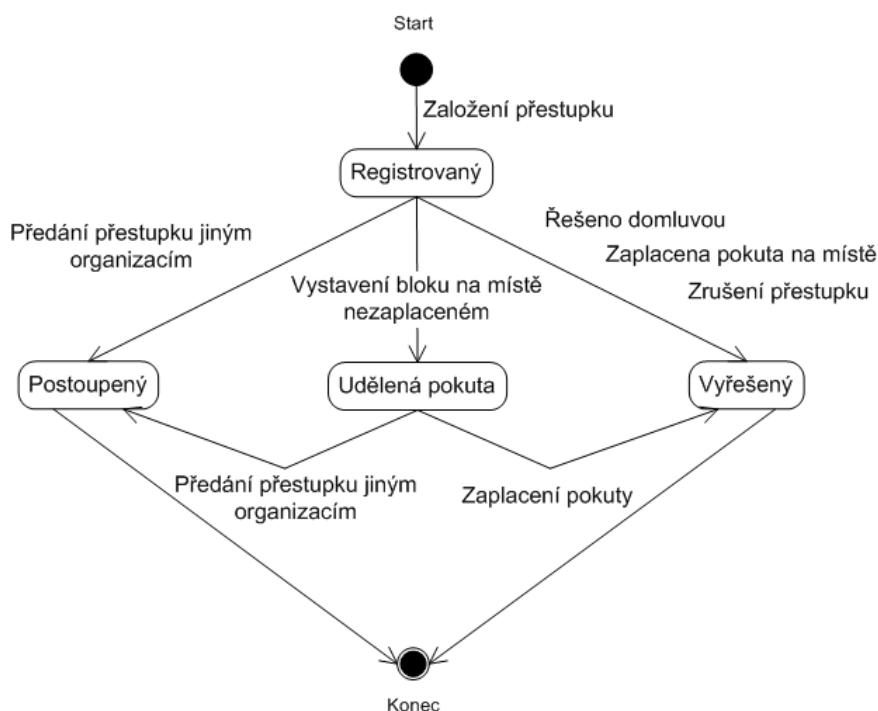 Start
Založení přestupku
Registrovaný
Předání přestupku jiným
organizacím
Vystavení bloku na místě
nezaplaceném
Řešeno domluvou
Zaplacena pokuta na místě
Zrušení přestupku
Postoupený
Udělená pokuta
Vyřešený
Předání přestupku jiným
organizacím
Zaplacení pokuty
Konec